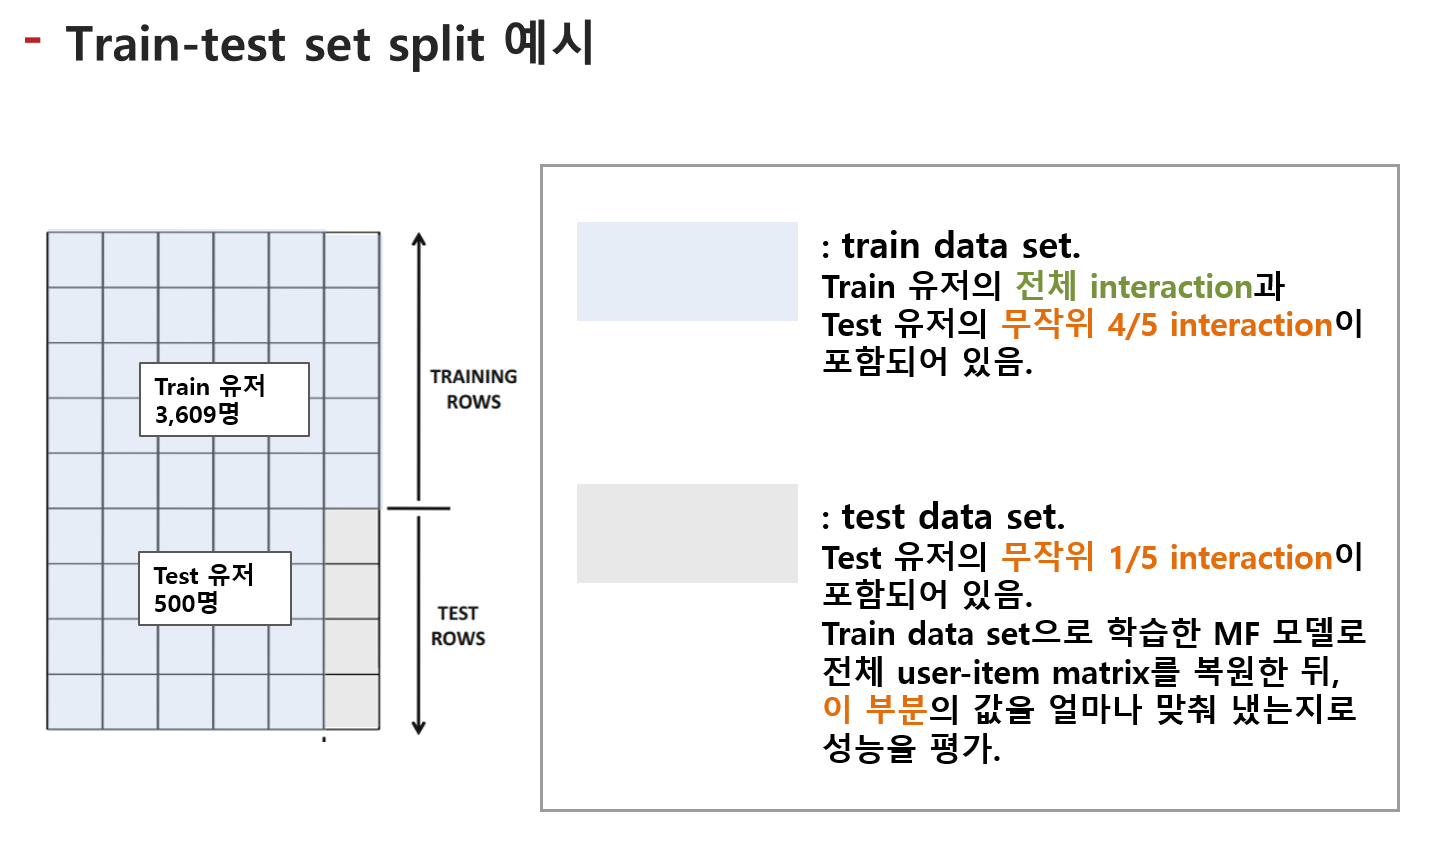 - Train-test set split 예시
Train 유저
3,609명
Test 유저
500명
TRAINING
ROWS
TEST
ROWS
: train data set.
Train 유저의 전체 interaction과
Test 유저의 무작위 4/5 interaction이
포함되어 있음.
: test data set.
Test 유저의 무작위 1/5 interaction이
포함되어 있음.
Train data set으로 학습한 MF 모델로
전체 user-item matrix를 복원한 뒤,
이 부분의 값을 얼마나 맞춰 냈는지로
성능을 평가.